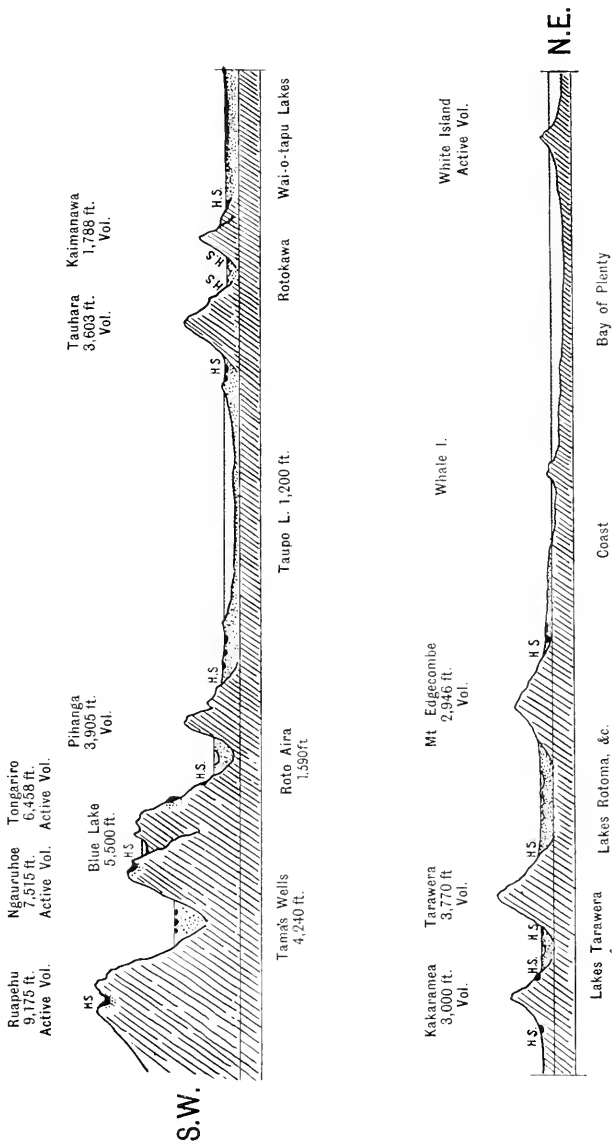 Ruapehu
9,175 ft.
Active Vol.
Ngauruhoe
7,515 ft.
Active Vol.
Tongariro
6,458 ft.
Active Vol.
Pihanga
3,905 ft.
Vol.
Tauhara
3,603 ft.
Vol.
Kaimanawa
1,788 ft.
Vol.
Blue Lake
5,500 ft.
HS
HS
H.S.
H.S
H.S
H.S
H.S
H.S.
S.W.
Tama's Wells
4,240 ft.
Roto Aira
1,590 ft
Taupo L. 1,200 ft.
Rotokawa
Wai-o-tapu Lakes
Kakaramea
3,000 ft.
Vol.
Tarawera
3,770 ft
Vol.
Mt Edgecombe
2,946 ft.
Vol.
Whale I.
White Island
Active Vol.
H.S.
H.S.
H.S
H.S
H.S
N.E.
Lakes Tarawera
Lakes Rotoma, &c.
Coast
Bay of Plenty